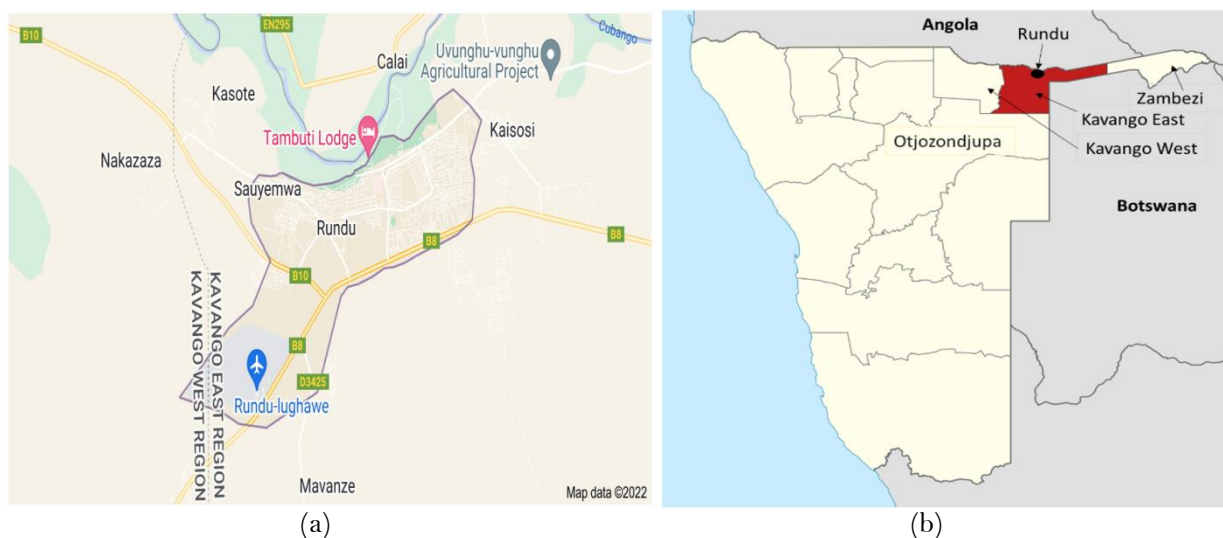 B10
EN295
Cubango
Calai
Uvunghu-vunghu
Agricultural Project
Kasote
Tambuti Lodge
Kaisosi
Nakazaza
Sauyemwa
Rundu
B8
B8
B10
KAVANGO EAST REGION
KAVANGO WEST REGION
B8
D3425
Rundu-lughawe
Mavanze
Map data ©2022
(a)
Angola
Rundu
Zambezi
Kavango East
Otjozondjupa
Kavango West
Botswana
(b)